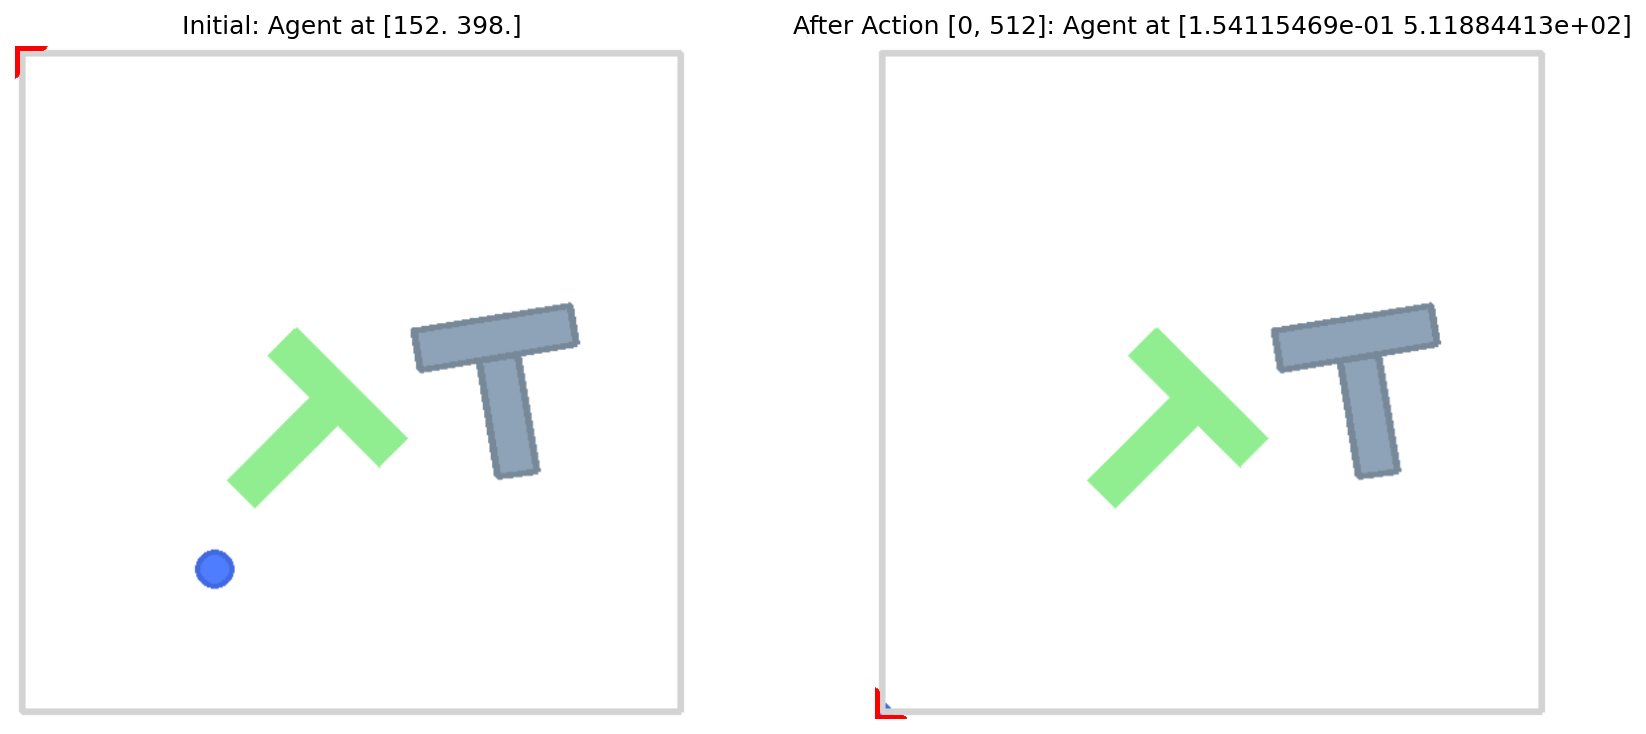 Initial: Agent at [152. 398.]
After Action [0, 512]: Agent at [1.54115469e-01 5.11884413e+02]